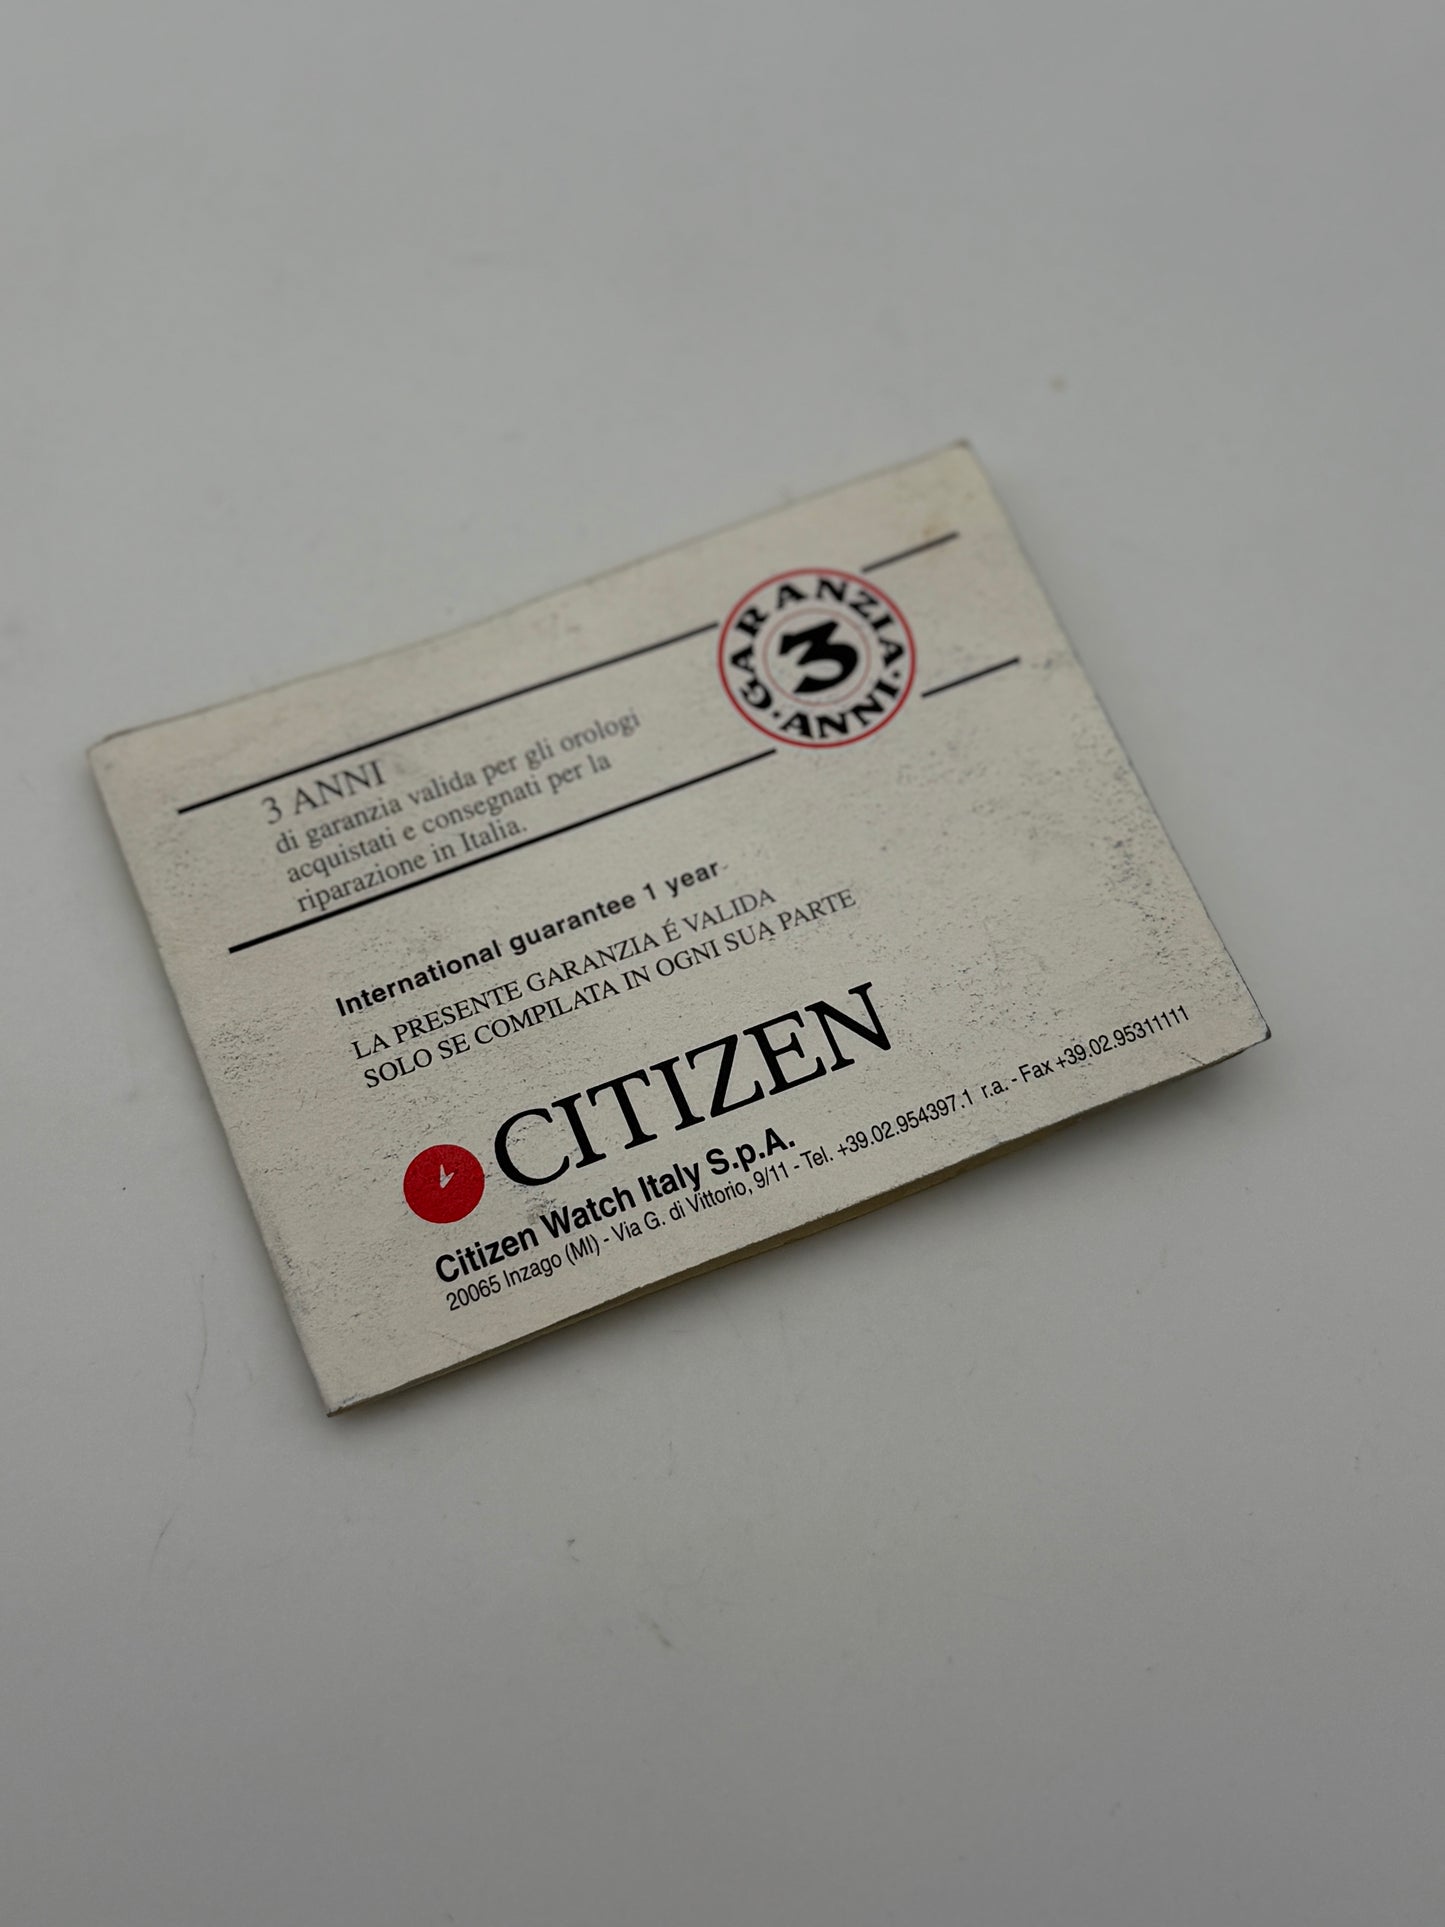 GARANZIA
3
· ANNI ·
3 ANNI
di garanzia valida per gli orologi
acquistati e consegnati per la
riparazione in Italia.
International guarantee 1 year
LA PRESENTE GARANZIA É VALIDA
SOLO SE COMPILATA IN OGNI SUA PARTE
CITIZEN
Citizen Watch Italy S.p.A.
20065 Inzago (MI) - Via G. di Vittorio, 9/11 - Tel. +39.02.954397.1 r.a. - Fax +39.02.95311111